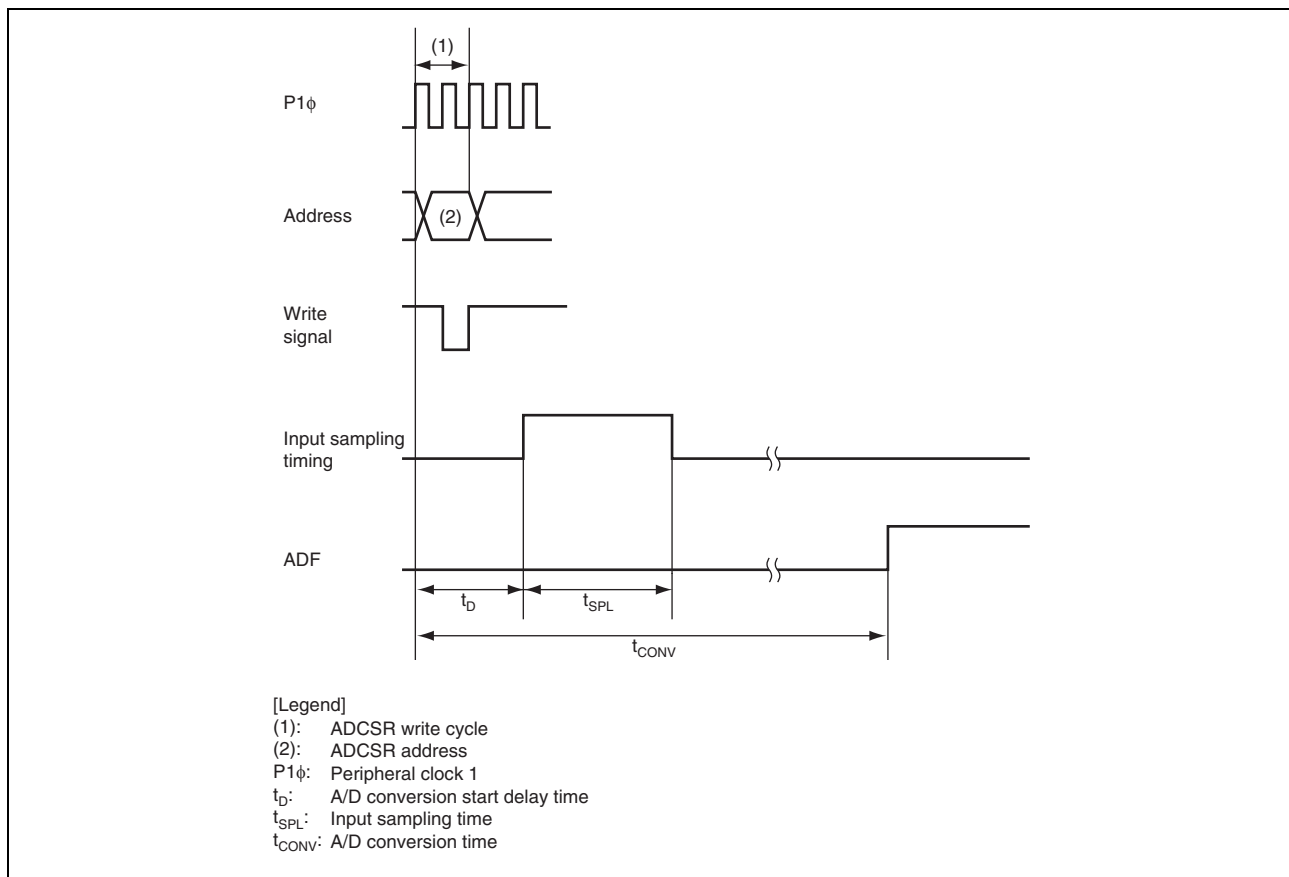 (1)
P1ϕ
Address
(2)
Write
signal
Input sampling
timing
ADF
tD
tSPL
tCONV
[Legend]
(1): ADCSR write cycle
(2): ADCSR address
P1ϕ: Peripheral clock 1
tD: A/D conversion start delay time
tSPL: Input sampling time
tCONV: A/D conversion time